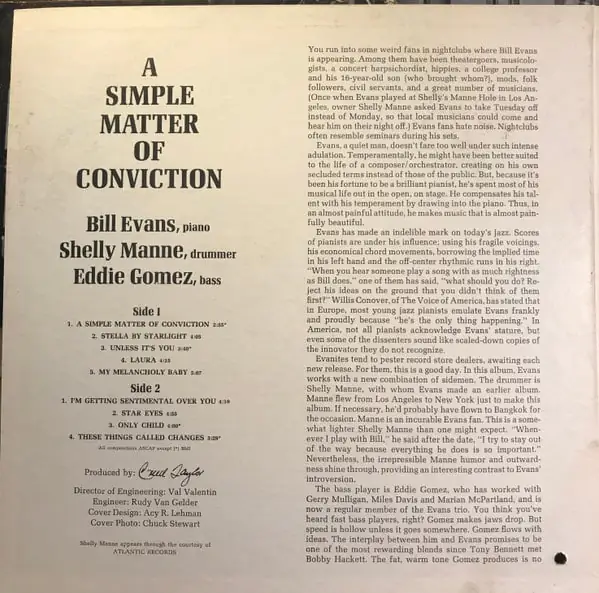 A
SIMPLE
MATTER
OF
CONVICTION
Bill Evans, piano
Shelly Manne, drummer
Eddie Gomez, bass
Side 1
1. A SIMPLE MATTER OF CONVICTION
2. STELLA BY STARLIGHT
3. UNLESS IT'S YOU
4. LAURA
5. MY MELANCHOLY BABY
Side 2
1. I'M GETTING SENTIMENTAL OVER YOU
2. STAR EYES
3. ONLY CHILD
4. THESE THINGS CALLED CHANGES
(All compositions ASCAP except (*) BMI)
Produced by: Creed Taylor
Director of Engineering: Val Valentin
Engineer: Rudy Van Gelder
Cover Design: Acy R. Lehman
Cover Photo: Chuck Stewart
Shelly Manne appears through the courtesy of
ATLANTIC RECORDS
You run into some weird fans in nightclubs where Bill Evans
is appearing. Among them have been theatergoers, musicolo-
gists, a concert harpsichordist, hippies, a college professor
and his 16-year-old son (who brought whom?), mods, folk
followers, civil servants, and a great number of musicians.
(Once when Evans played at Shelly's Manne Hole in Los An-
geles, owner Shelly Manne asked Evans to take Tuesday off
instead of Monday, so that local musicians could come and
hear him on their night off.) Evans fans hate noise. Nightclubs
often resemble seminars during his sets.
Evans, a quiet man, doesn't fare too well under such intense
adulation. Temperamentally, he might have been better suited
to the life of a composer/orchestrator, creating on his own
secluded terms instead of those of the public. But, because it's
been his fortune to be a brilliant pianist, he's spent most of his
musical life out in the open, on stage. He compensates his tal-
ent with his temperament by drawing into the piano. Thus, in
an almost painful attitude, he makes music that is almost pain-
fully beautiful.
Evans has made an indelible mark on today's jazz. Scores
of pianists are under his influence; using his fragile voicings,
his economical chord movements, borrowing the implied time
in his left hand and the off-center rhythmic runs in his right.
"When you hear someone play a song with as much rightness
as Bill does," one of them has said, "what should you do? Re-
ject his ideas on the ground that you didn't think of them
first?" Willis Conover, of The Voice of America, has stated that
in Europe, most young jazz pianists emulate Evans frankly
and proudly because "he's the only thing happening." In
America, not all pianists acknowledge Evans' stature, but
even some of the dissenters sound like scaled-down copies of
the innovator they do not recognize.
Evanites tend to pester record store dealers, awaiting each
new release. For them, this is a good day. In this album, Evans
works with a new combination of sidemen. The drummer is
Shelly Manne, with whom Evans made an earlier album.
Manne flew from Los Angeles to New York just to make this
album. If necessary, he'd probably have flown to Bangkok for
the occasion. Manne is an incurable Evans fan. This is a some-
what lighter Shelly Manne than one might expect. "When-
ever I play with Bill," he said after the date, "I try to stay out
of the way because everything he does is so important."
Nevertheless, the irrepressible Manne humor and outward-
ness shine through, providing an interesting contrast to Evans'
introversion.
The bass player is Eddie Gomez, who has worked with
Gerry Mulligan, Miles Davis and Marian McPartland, and is
now a regular member of the Evans trio. You think you've
heard fast bass players, right? Gomez makes jaws drop. But
speed is hollow unless it goes somewhere. Gomez flows with
ideas. The interplay between him and Evans promises to be
one of the most rewarding blends since Tony Bennett met
Bobby Hackett. The fat, warm tone Gomez produces is no